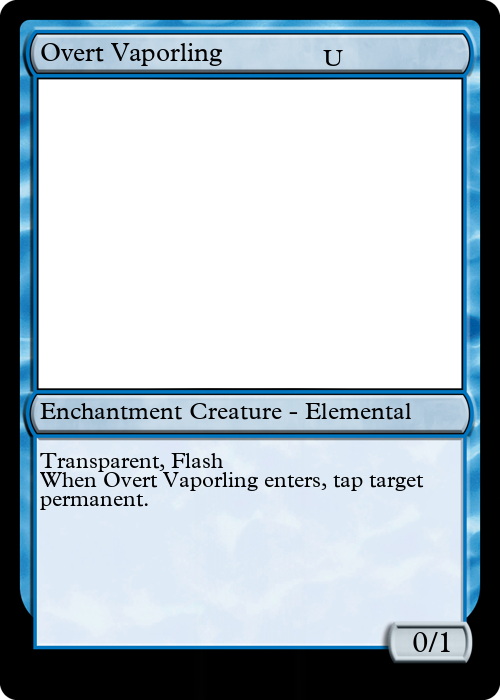 Overt Vaporling U
Enchantment Creature - Elemental
Transparent, Flash
When Overt Vaporling enters, tap target
permanent.
0/1